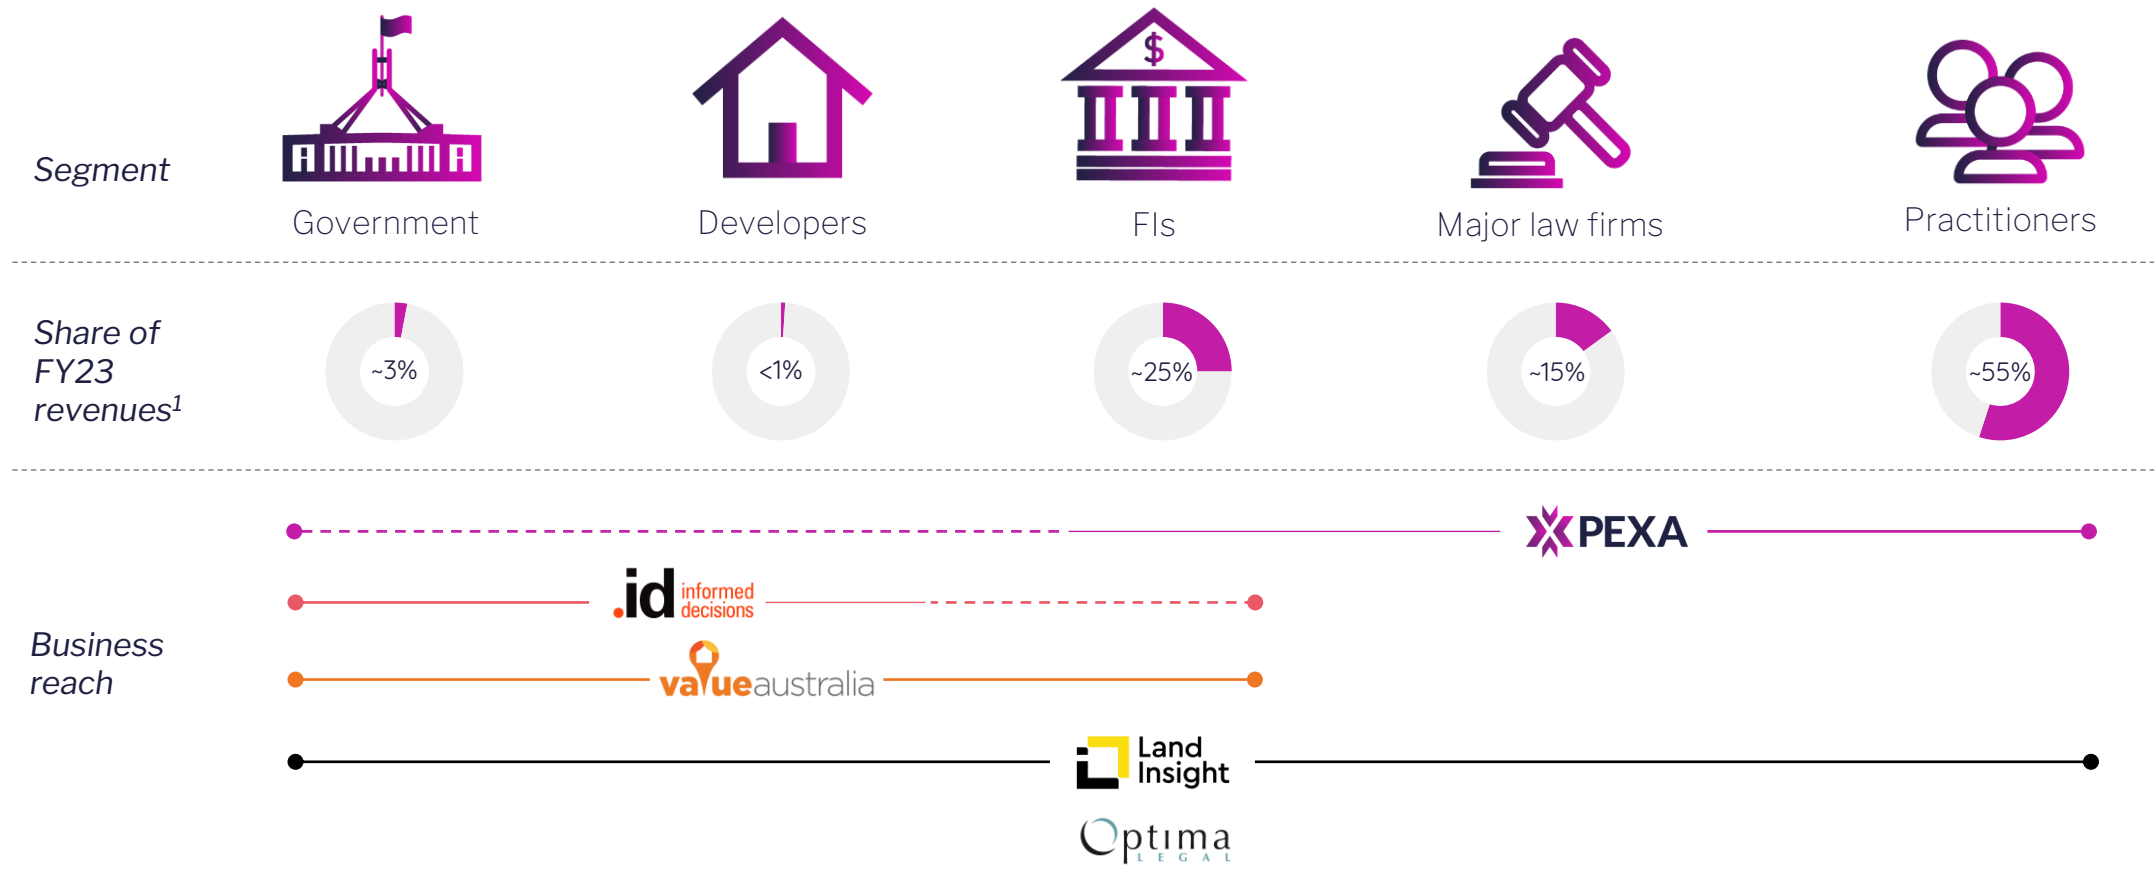 $
Segment
Government
Developers
FIs
Major law firms
Practitioners
Share of
FY23
revenues¹
~3%
<1%
~25%
~15%
~55%
PEXA
.id informed
decisions
Business
reach
valueaustralia
Land
Insight
Optima
LEGAL